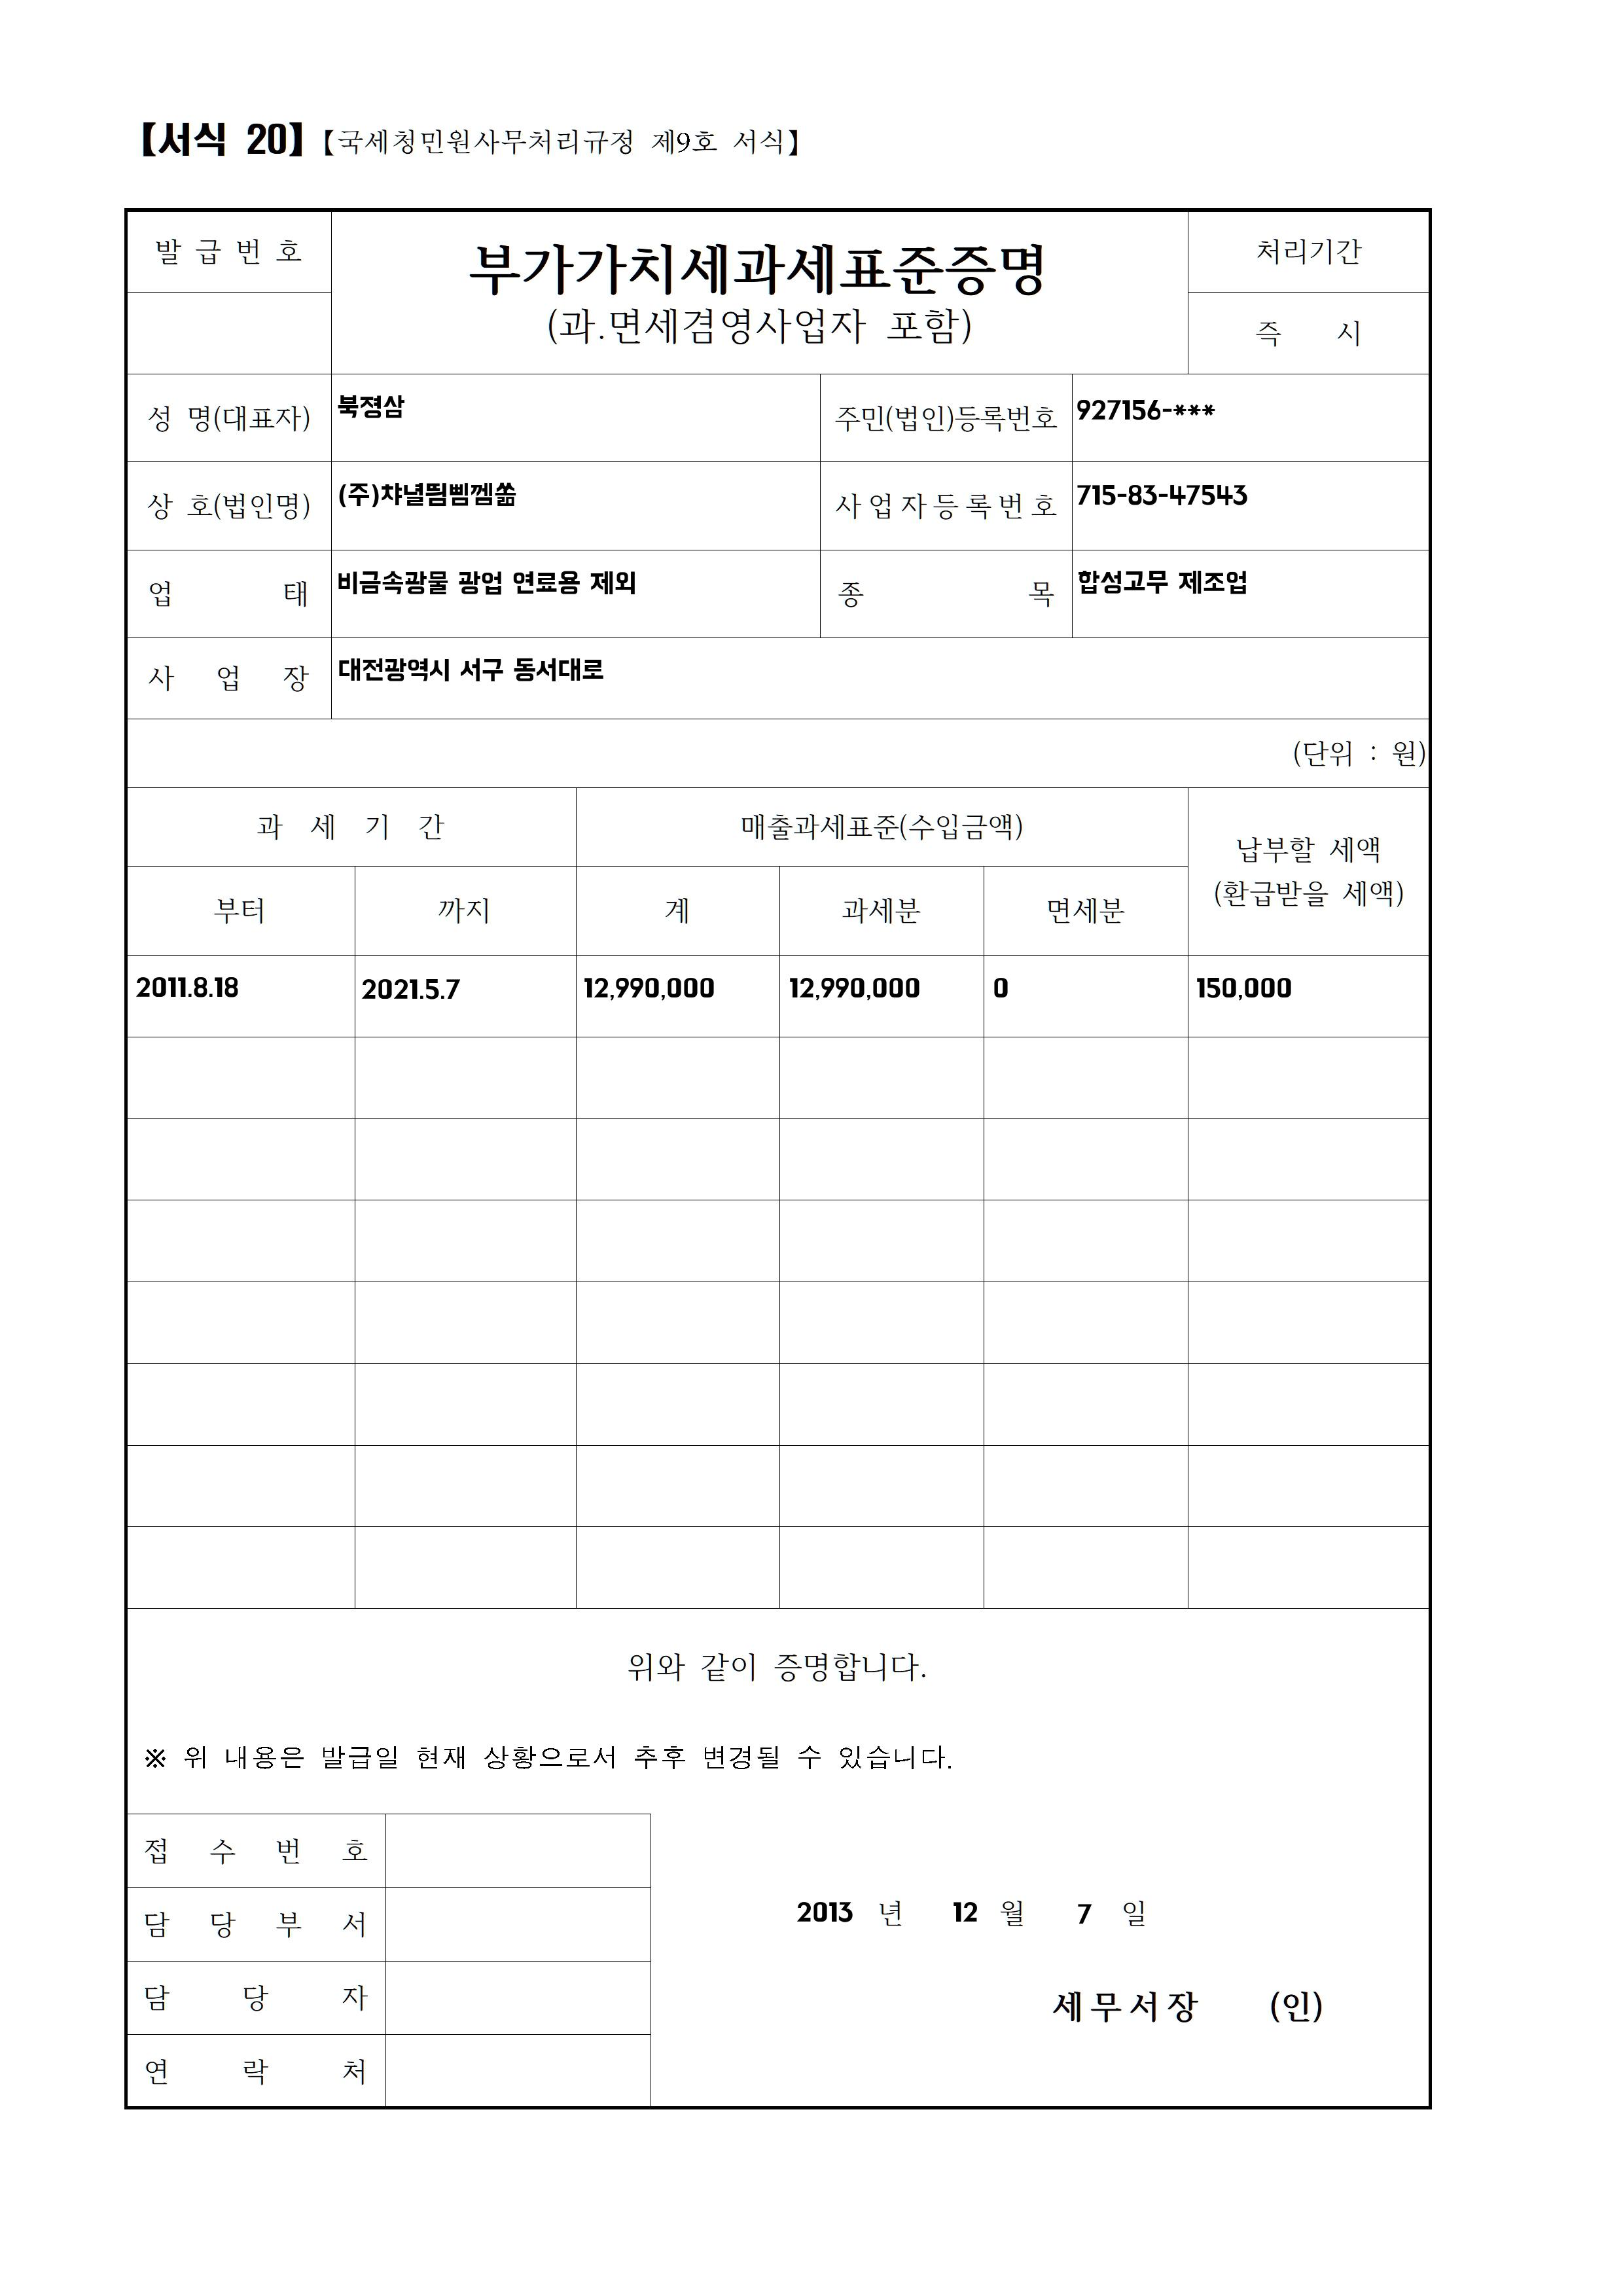 【서식 20】【국세청민원사무처리규정 제9호 서식】
발 급 번 호
부가가치세과세표준증명
(과.면세겸영사업자 포함)
처리기간
즉 시
성 명(대표자) 북졍삼 주민(법인)등록번호 927156-***
상 호(법인명) 사업자등록번호 715-83-47543
업 태 비금속광물 광업 연료용 제외 종 목 합성고무 제조업
사 업 장 대전광역시 서구 동서대로
(단위 : 원)
과 세 기 간 매출과세표준(수입금액) 납부할 세액
(환급받을 세액)
부터 까지 계 과세분 면세분
2011.8.18 2021.5.7 12,990,000 12,990,000 0 150,000
위와 같이 증명합니다.
※ 위 내용은 발급일 현재 상황으로서 추후 변경될 수 있습니다.
접 수 번 호
담 당 부 서
담 당 자
연 락 처
2013 년 12 월 7 일
세무서장 (인)